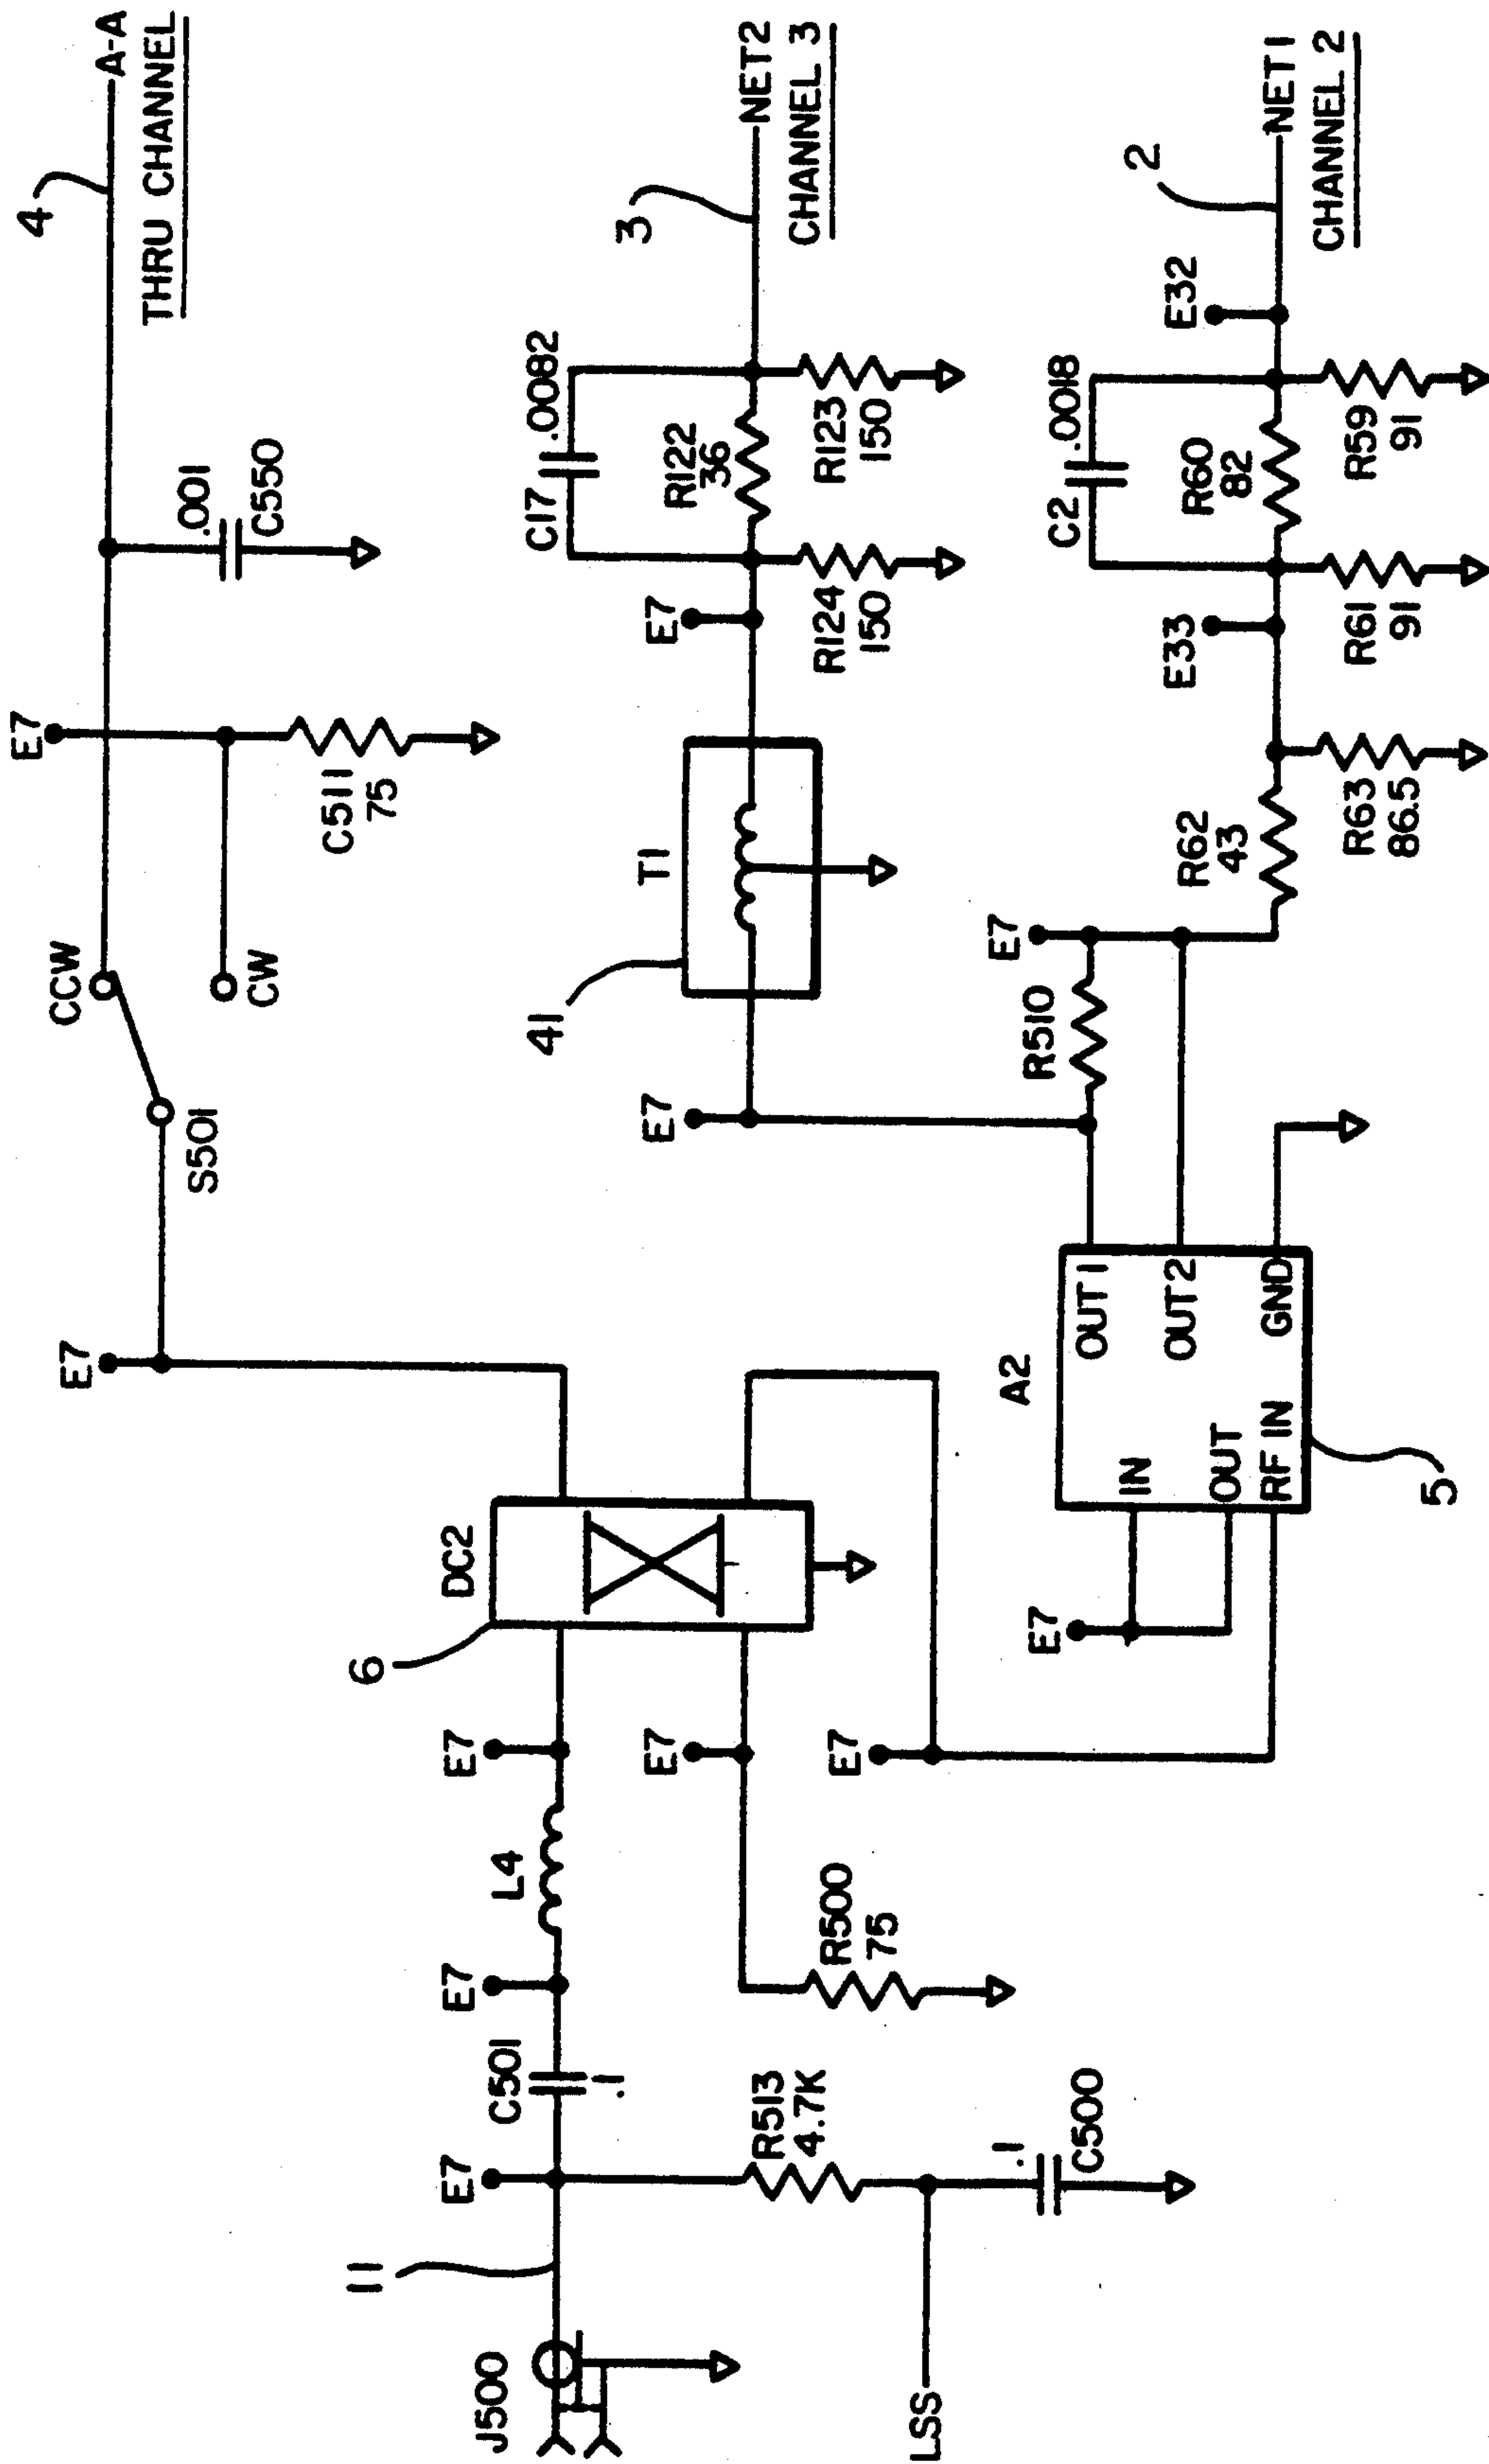 J500
11
LSS
E7
C501
.1
R513
4.7K
.1
C500
E7
L4
E7
R500
75
E7
E7
6
DC2
E7
IN
OUT
RF IN
A2
OUT1
OUT2
GND
5
E7
S501
CCW
CW
E7
C511
75
.001
C550
4
A-A
THRU CHANNEL
E7
41
T1
E7
R124
150
C17
.0082
R122
36
R123
150
3
NET2
CHANNEL 3
R510
E7
R62
43
R63
86.5
E33
R61
91
C2
.0018
R60
82
R59
91
E32
2
NET1
CHANNEL 2